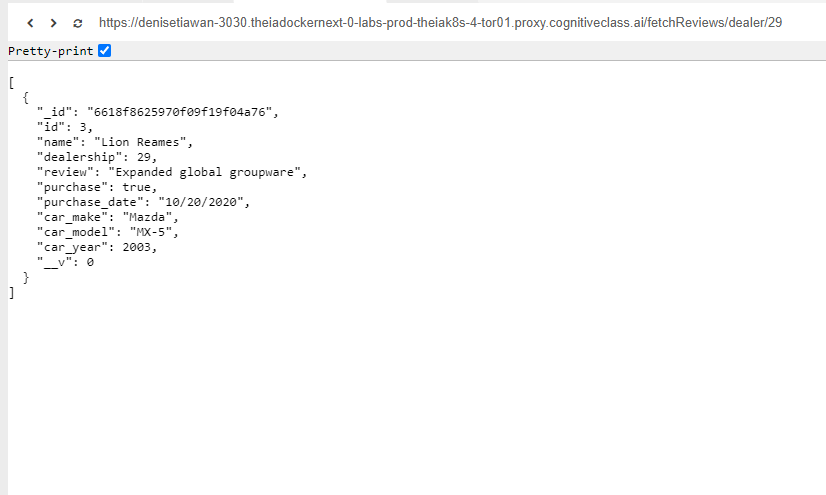 https://denisetiawan-3030.theiadockernext-0-labs-prod-theiak8s-4-tor01.proxy.cognitiveclass.ai/fetchReviews/dealer/29
Pretty-print
[
  {
    "_id": "6618f8625970f09f19f04a76",
    "id": 3,
    "name": "Lion Reames",
    "dealership": 29,
    "review": "Expanded global groupware",
    "purchase": true,
    "purchase_date": "10/20/2020",
    "car_make": "Mazda",
    "car_model": "MX-5",
    "car_year": 2003,
    "__v": 0
  }
]